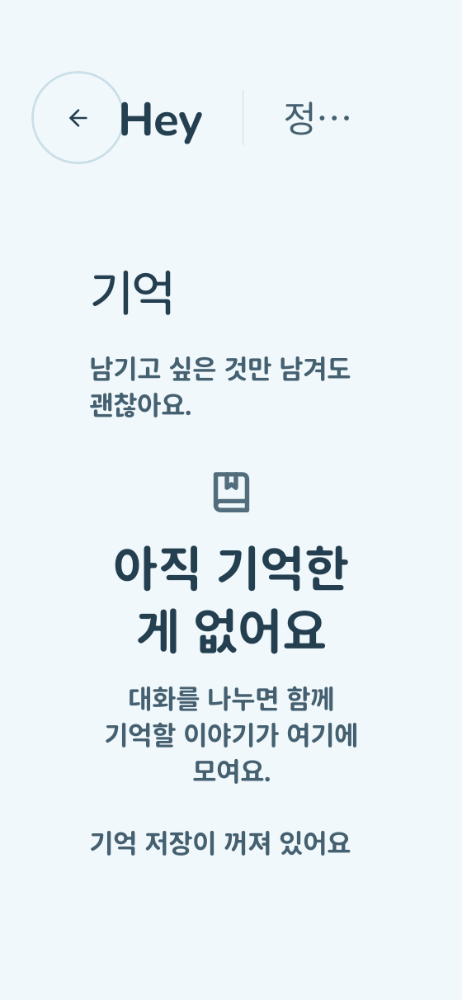 Hey
정…
기억
남기고 싶은 것만 남겨도
괜찮아요.
아직 기억한
게 없어요
대화를 나누면 함께
기억할 이야기가 여기에
모여요.
기억 저장이 꺼져 있어요